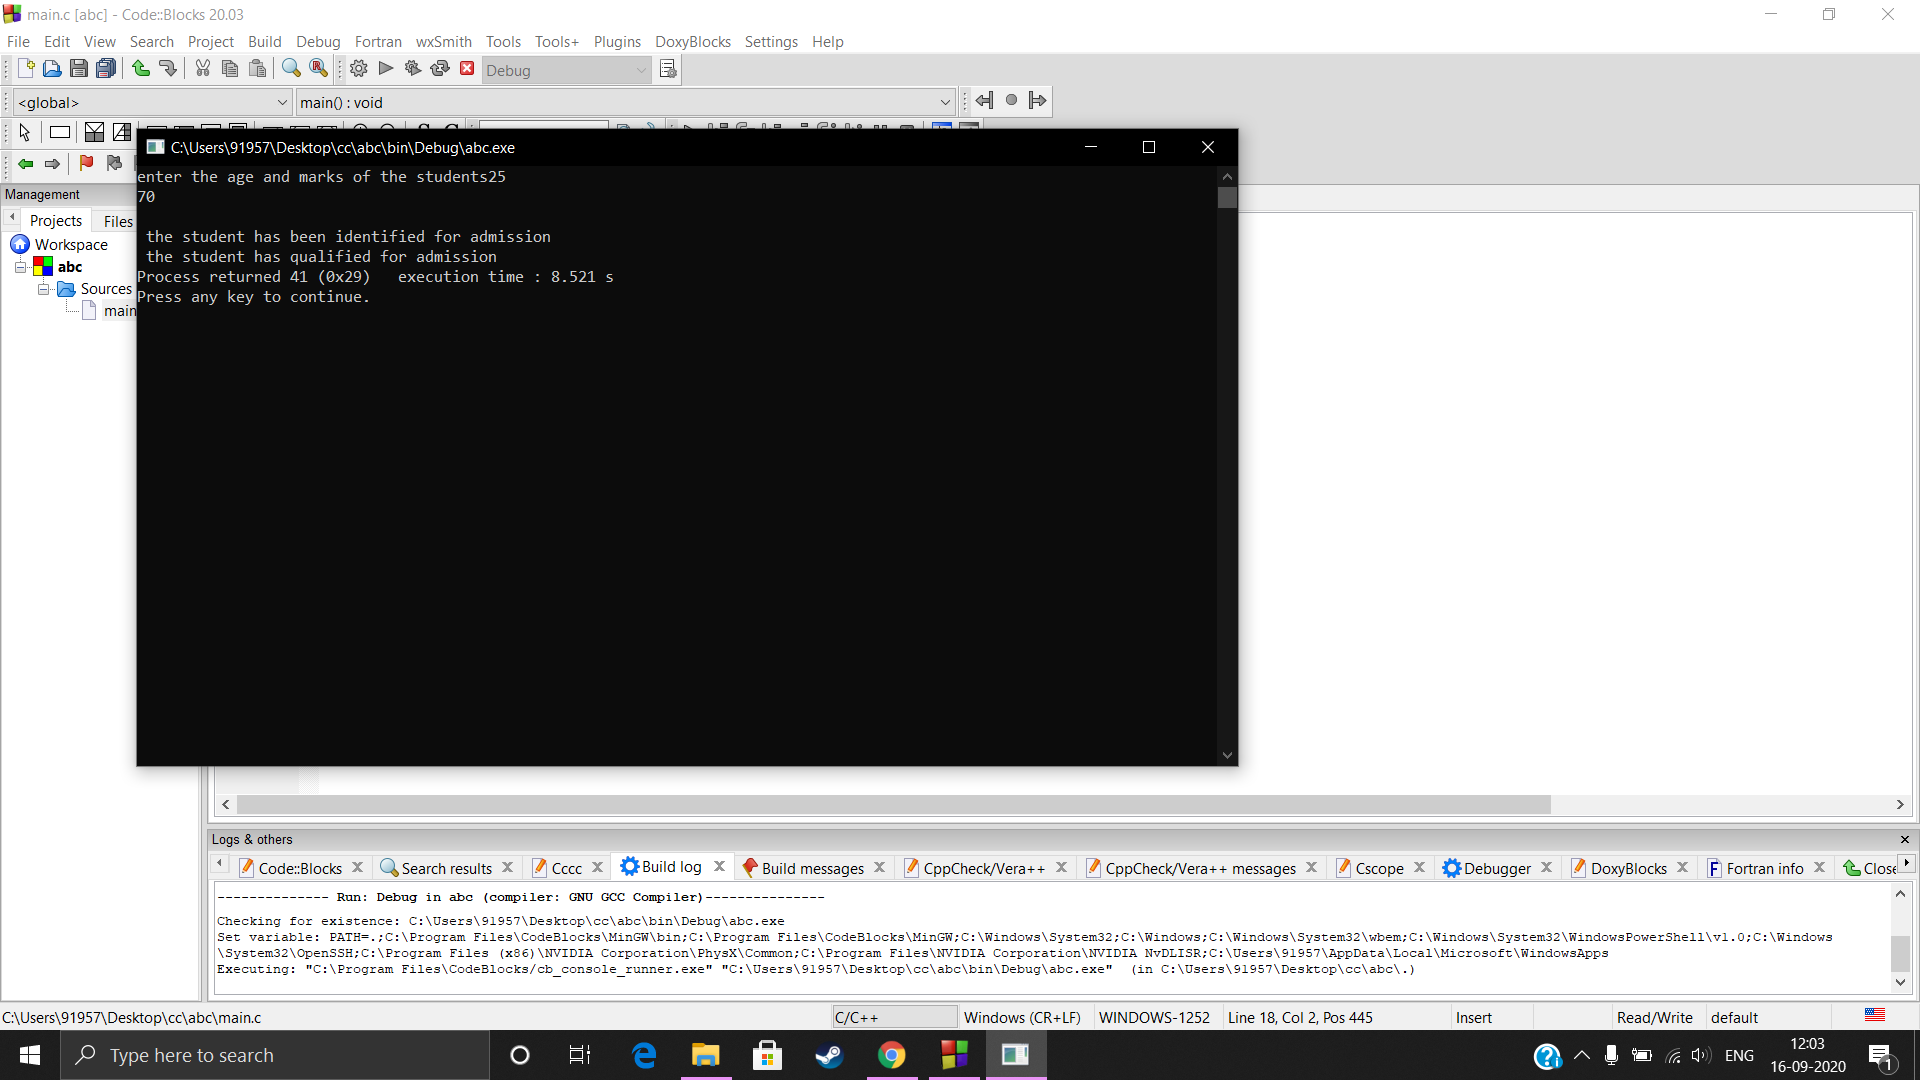 main.c [abc] - Code::Blocks 20.03
File Edit View Search Project Build Debug Fortran wxSmith Tools Tools+ Plugins DoxyBlocks Settings Help
Debug
<global> main() : void
C:\Users\91957\Desktop\cc\abc\bin\Debug\abc.exe
enter the age and marks of the students25
70
the student has been identified for admission
the student has qualified for admission
Process returned 41 (0x29)   execution time : 8.521 s
Press any key to continue.
Management
Projects Files
Workspace
abc
Sources
main
Logs & others
Code::Blocks Search results Cccc Build log Build messages CppCheck/Vera++ CppCheck/Vera++ messages Cscope Debugger DoxyBlocks Fortran info Close
-------------- Run: Debug in abc (compiler: GNU GCC Compiler)---------------
Checking for existence: C:\Users\91957\Desktop\cc\abc\bin\Debug\abc.exe
Set variable: PATH=.;C:\Program Files\CodeBlocks\MinGW\bin;C:\Program Files\CodeBlocks\MinGW;C:\Windows\System32;C:\Windows;C:\Windows\System32\wbem;C:\Windows\System32\WindowsPowerShell\v1.0;C:\Windows
\System32\OpenSSH;C:\Program Files (x86)\NVIDIA Corporation\PhysX\Common;C:\Program Files\NVIDIA Corporation\NVIDIA NvDLISR;C:\Users\91957\AppData\Local\Microsoft\WindowsApps
Executing: "C:\Program Files\CodeBlocks/cb_console_runner.exe" "C:\Users\91957\Desktop\cc\abc\bin\Debug\abc.exe"  (in C:\Users\91957\Desktop\cc\abc\.)
C:\Users\91957\Desktop\cc\abc\main.c C/C++ Windows (CR+LF) WINDOWS-1252 Line 18, Col 2, Pos 445 Insert Read/Write default
Type here to search
ENG
12:03
16-09-2020
1